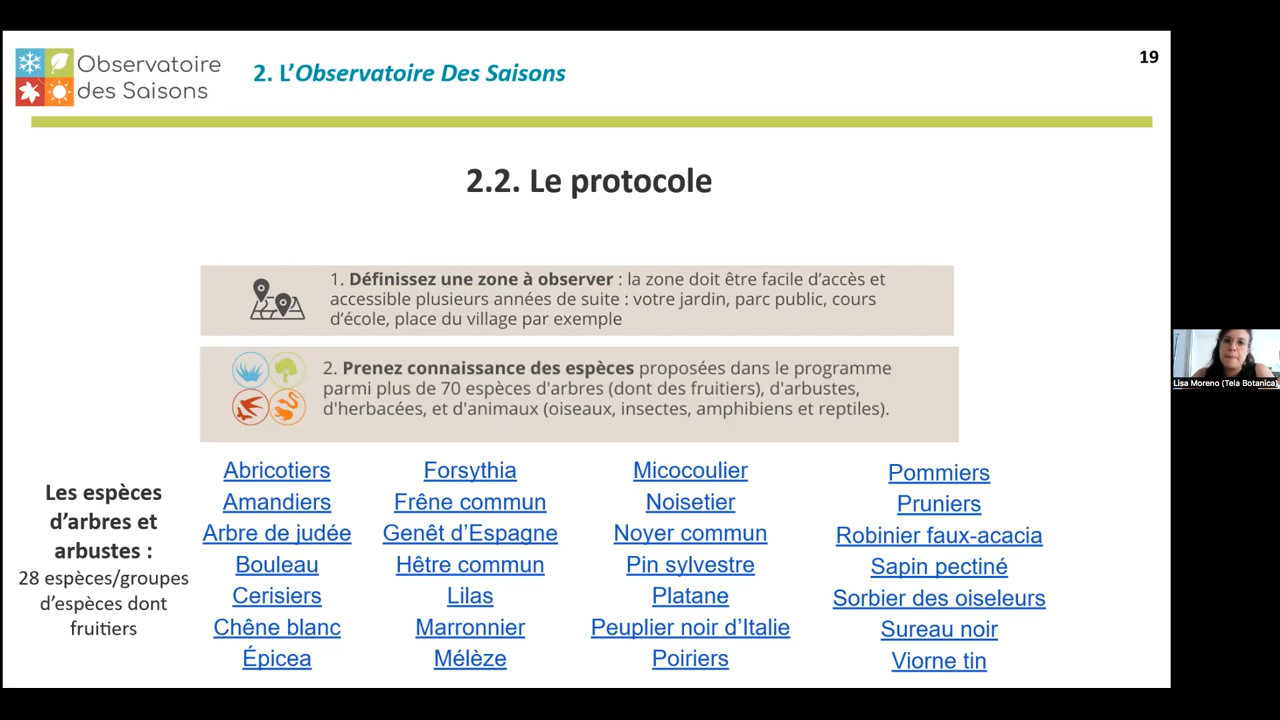 Observatoire
des Saisons
2. L'Observatoire Des Saisons
19
2.2. Le protocole
1. Définissez une zone à observer : la zone doit être facile d'accès et
accessible plusieurs années de suite : votre jardin, parc public, cours
d'école, place du village par exemple
2. Prenez connaissance des espèces proposées dans le programme
parmi plus de 70 espèces d'arbres (dont des fruitiers), d'arbustes,
d'herbacées, et d'animaux (oiseaux, insectes, amphibiens et reptiles).
Les espèces
d'arbres et
arbustes :
28 espèces/groupes
d'espèces dont
fruitiers
Abricotiers
Amandiers
Arbre de judée
Bouleau
Cerisiers
Chêne blanc
Épicea
Forsythia
Frêne commun
Genêt d'Espagne
Hêtre commun
Lilas
Marronnier
Mélèze
Micocoulier
Noisetier
Noyer commun
Pin sylvestre
Platane
Peuplier noir d'Italie
Poiriers
Pommiers
Pruniers
Robinier faux-acacia
Sapin pectiné
Sorbier des oiseleurs
Sureau noir
Viorne tin
Lisa Moreno (Tela Botanica)